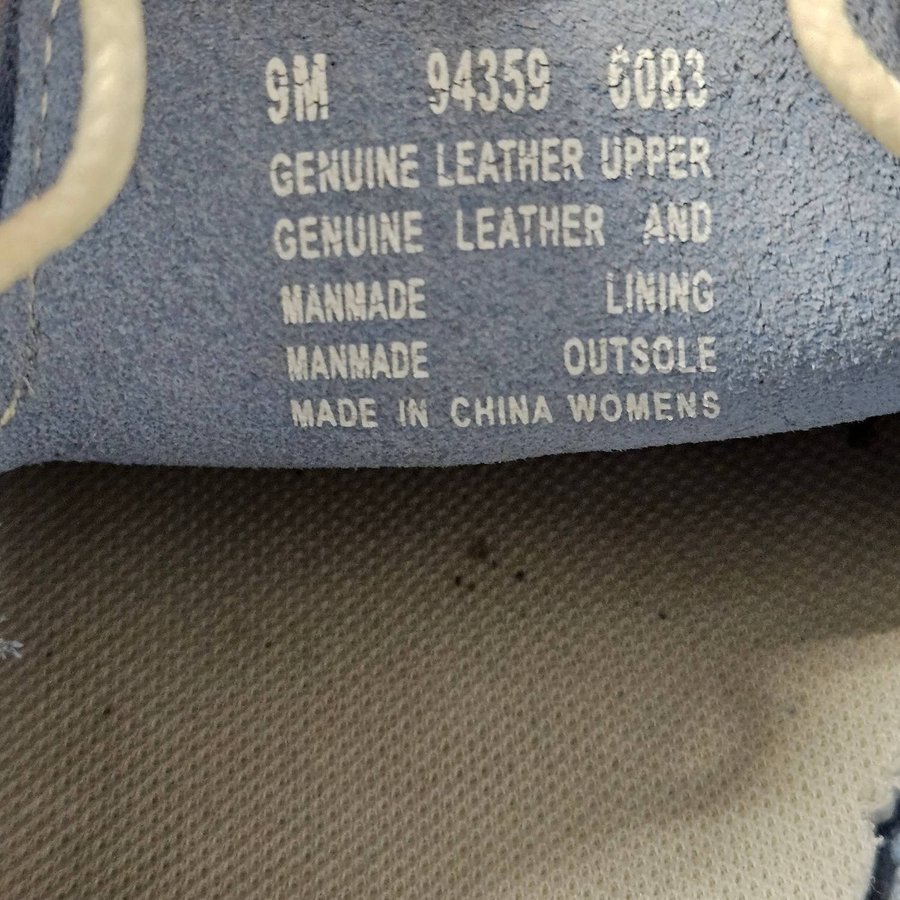 9M 94359 6083
GENUINE LEATHER UPPER
GENUINE LEATHER AND
MANMADE LINING
MANMADE OUTSOLE
MADE IN CHINA WOMENS